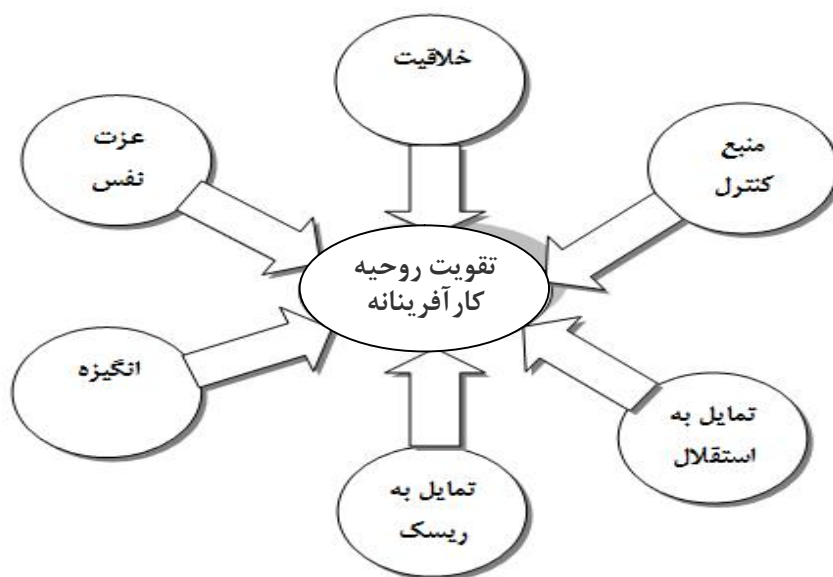 خلاقیت
منبع
کنترل
عزت
نفس
تقویت روحیه
کارآفرینانه
انگیزه
تمایل به
استقلال
تمایل به
ریسک